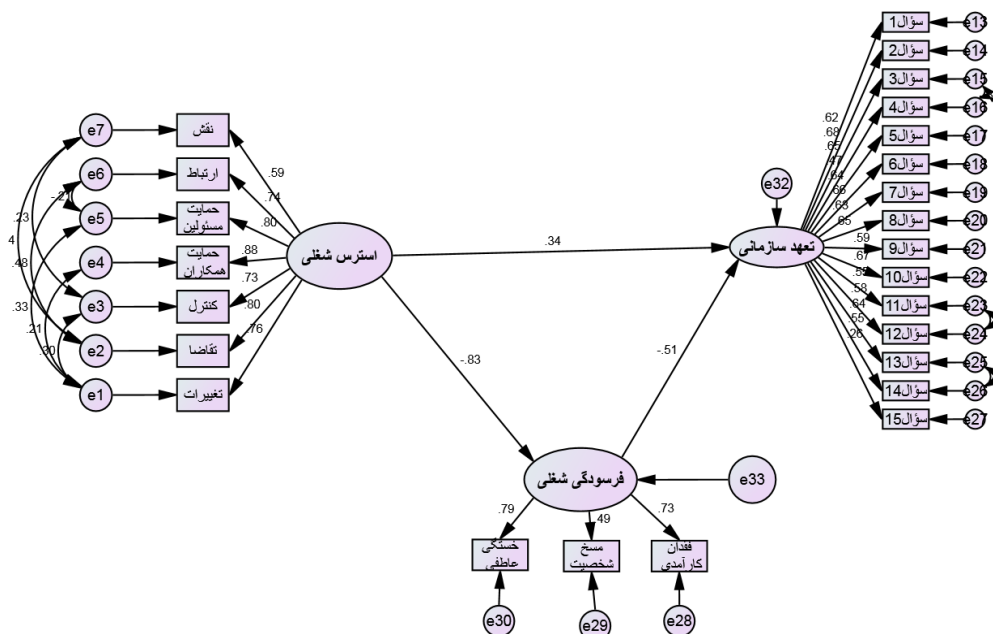 سؤال1
e13
سؤال2
e14
سؤال3
e15
سؤال4
e16
سؤال5
e17
سؤال6
e18
سؤال7
e19
سؤال8
e20
سؤال9
e21
سؤال10
e22
سؤال11
e23
سؤال12
e24
سؤال13
e25
سؤال14
e26
سؤال15
e27
.62
.68
.65
.47
.64
.66
.63
.65
.59
.67
.58
.64
.55
.26
e32
تعهد سازمانی
e7
نقش
e6
ارتباط
e5
حمایت
مسئولین
e4
حمایت
همکاران
e3
کنترل
e2
تقاضا
e1
تغییرات
-.21
.23
4
.48
.33
.21
.30
.59
.74
.80
.88
.73
.80
.76
استرس شغلی
.34
-.83
-.51
فرسودگی شغلی
e33
.79
.49
.73
خستگی
عاطفی
مسخ
شخصیت
فقدان
کارآمدی
e30
e29
e28